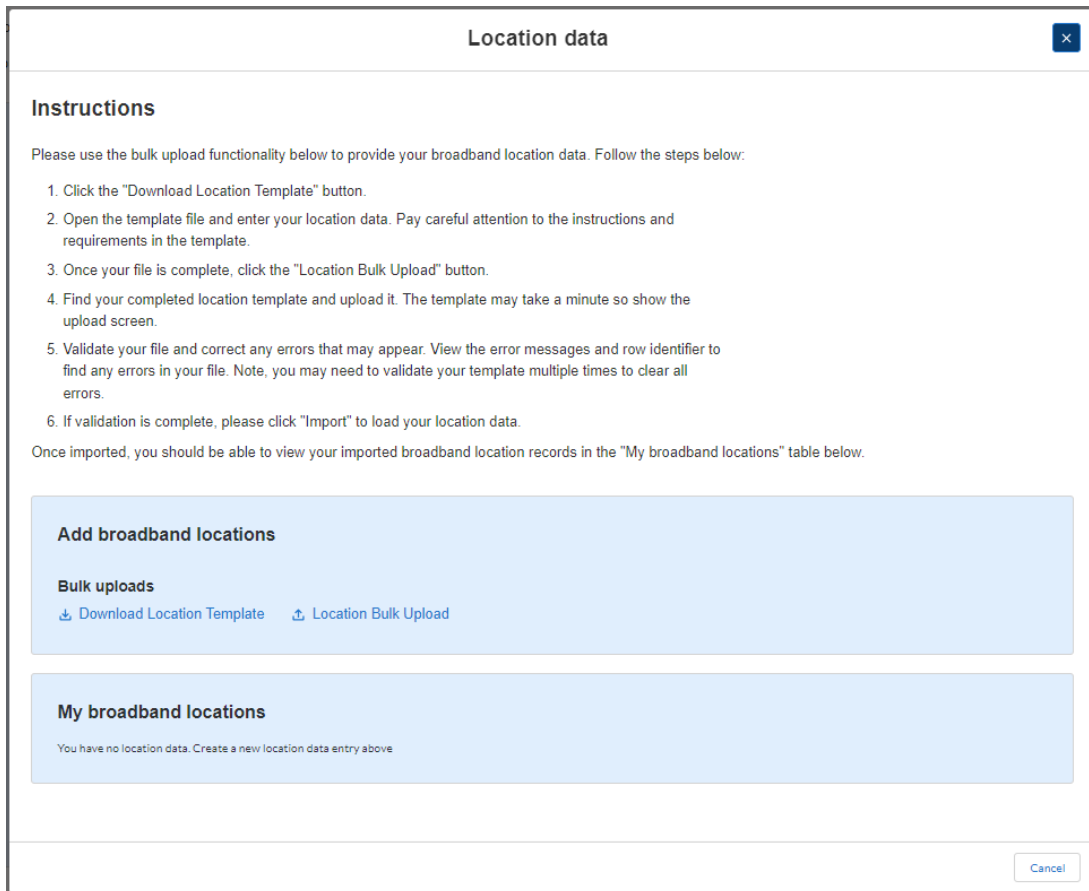 Location data
Instructions
Please use the bulk upload functionality below to provide your broadband location data. Follow the steps below:
1. Click the "Download Location Template" button.
2. Open the template file and enter your location data. Pay careful attention to the instructions and
requirements in the template.
3. Once your file is complete, click the "Location Bulk Upload" button.
4. Find your completed location template and upload it. The template may take a minute so show the
upload screen.
5. Validate your file and correct any errors that may appear. View the error messages and row identifier to
find any errors in your file. Note, you may need to validate your template multiple times to clear all
errors.
6. If validation is complete, please click "Import" to load your location data.
Once imported, you should be able to view your imported broadband location records in the "My broadband locations" table below.
Add broadband locations
Bulk uploads
Download Location Template Location Bulk Upload
My broadband locations
You have no location data. Create a new location data entry above
Cancel